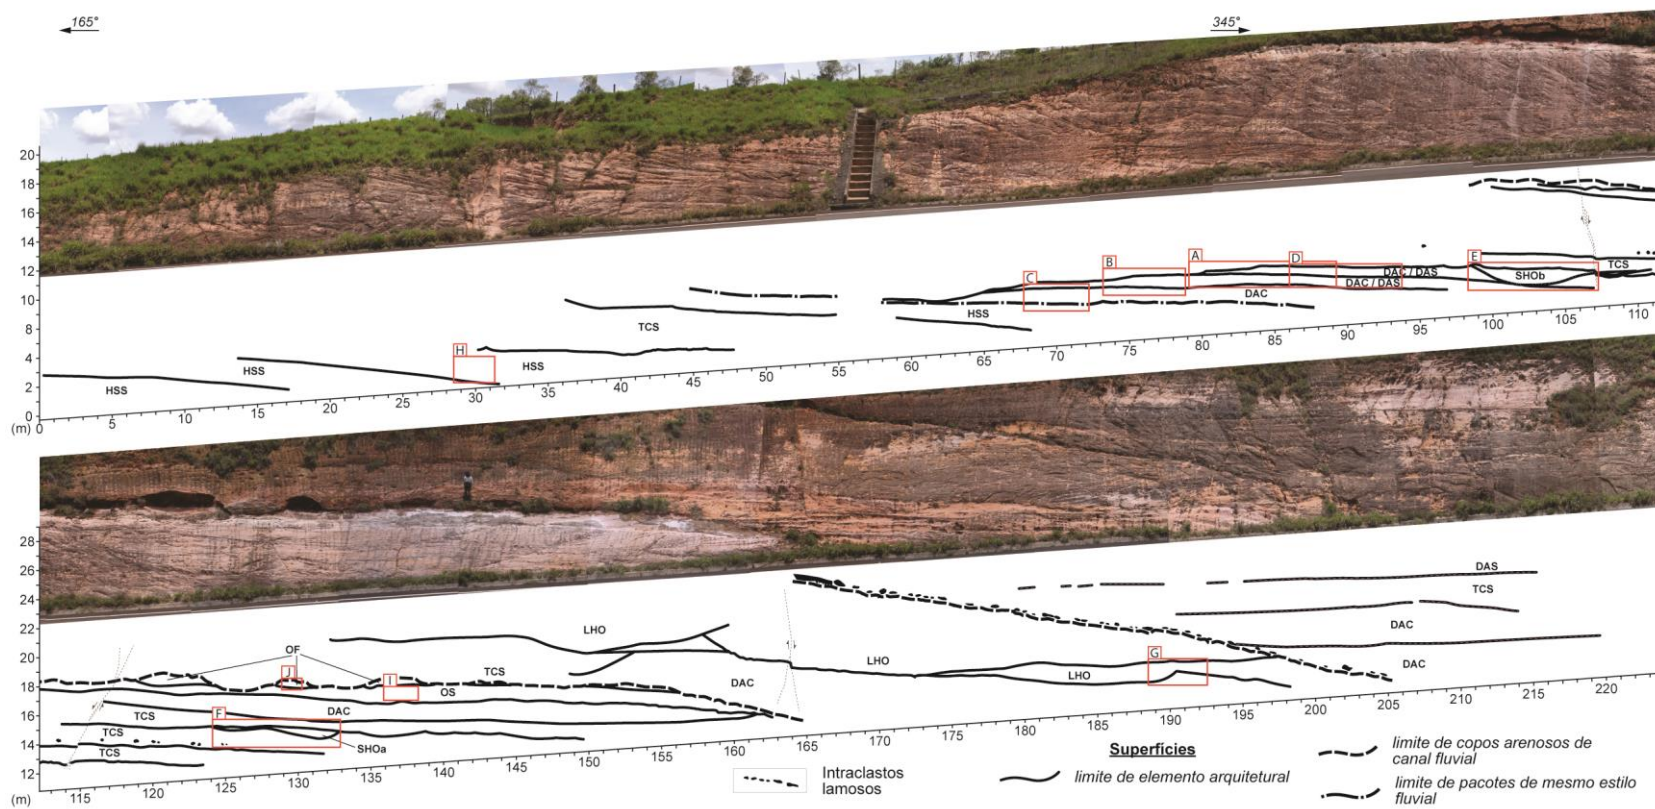 165°
345°
20
18
16
14
12
10
8
6
4
2
0
(m)
A
B
C
D
E
H
DAC / DAS
DAC / DAS
DAC
SHOb
TCS
HSS
TCS
HSS
HSS
HSS
0 5 10 15 20 25 30 35 40 45 50 55 60 65 70 75 80 85 90 95 100 105 110
28
26
24
22
20
18
16
14
12
(m)
DAS
TCS
DAC
DAC
LHO
LHO
LHO
G
OF
J
I
TCS
OS
DAC
DAC
F
TCS
TCS
TCS
SHOa
115 120 125 130 135 140 145 150 155 160 165 170 175 180 185 190 195 200 205 210 215 220
Superfícies
Intraclastos
lamosos
limite de elemento arquitetural
limite de copos arenosos de
canal fluvial
limite de pacotes de mesmo estilo
fluvial